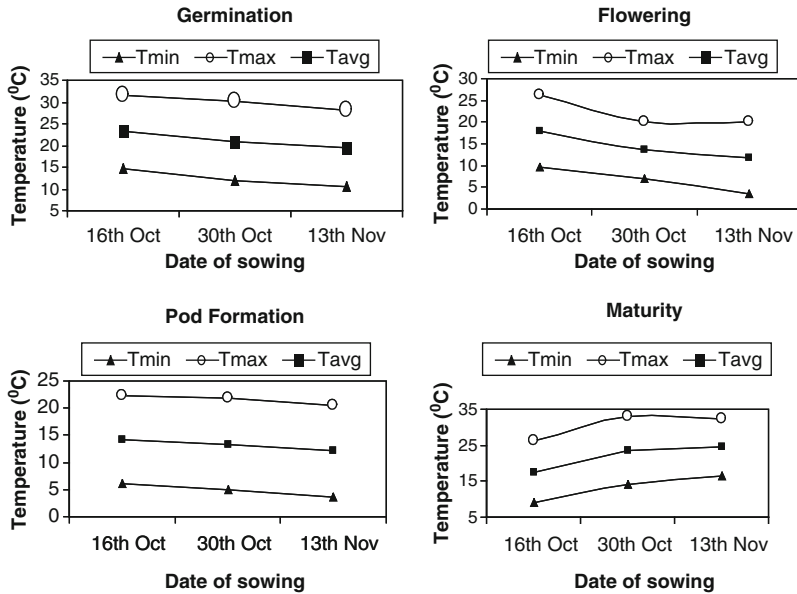 Germination
Tmin Tmax Tavg
Temperature (⁰C)
35
30
25
20
15
10
5
16th Oct 30th Oct 13th Nov
Date of sowing
Flowering
Tmin Tmax Tavg
Temperature (⁰C)
30
25
20
15
10
5
0
16th Oct 30th Oct 13th Nov
Date of sowing
Pod Formation
Tmin Tmax Tavg
Temperature (⁰C)
25
20
15
10
5
0
16th Oct 30th Oct 13th Nov
Date of sowing
Maturity
Tmin Tmax Tavg
Temperature (⁰C)
35
25
15
5
16th Oct 30th Oct 13th Nov
Date of sowing